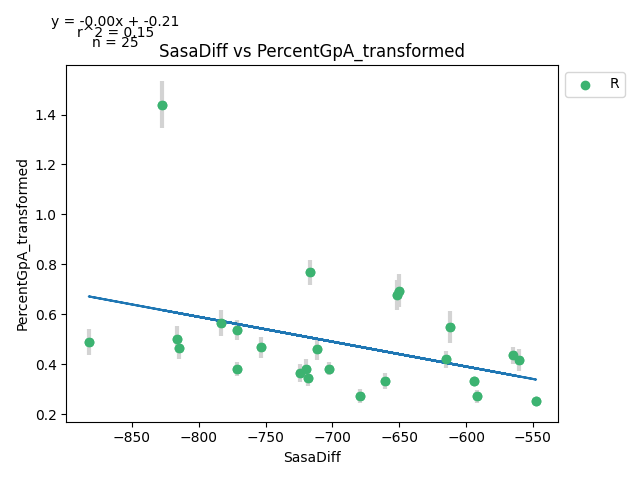 y = -0.00x + -0.21
r^2 = 0.15
n = 25
SasaDiff vs PercentGpA_transformed
R
PercentGpA_transformed
1.4
1.2
1.0
0.8
0.6
0.4
0.2
−850 −800 −750 −700 −650 −600 −550
SasaDiff